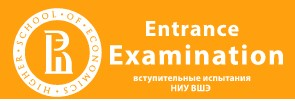 HIGHER · SCHOOL · OF · ECONOMICS ·
Entrance
Examination
вступительные испытания
НИУ ВШЭ